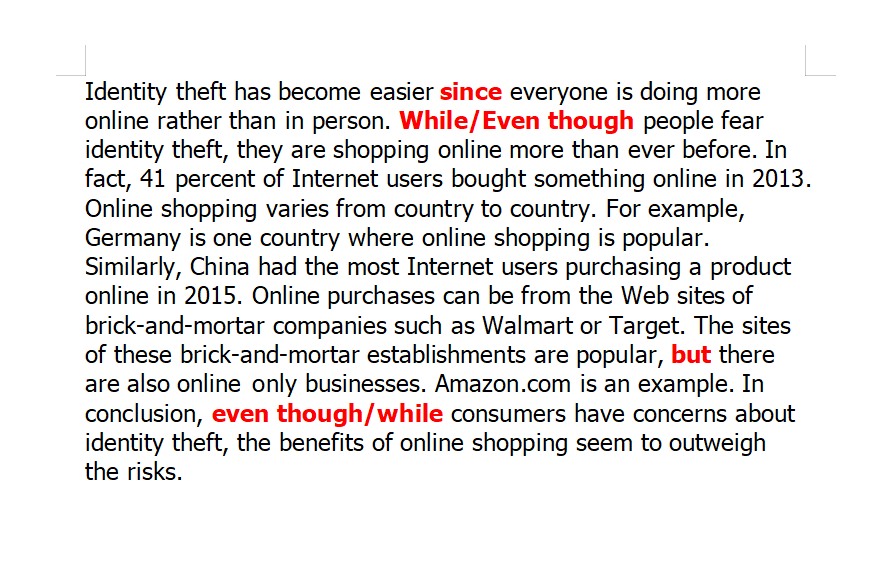 Identity theft has become easier since everyone is doing more
online rather than in person. While/Even though people fear
identity theft, they are shopping online more than ever before. In
fact, 41 percent of Internet users bought something online in 2013.
Online shopping varies from country to country. For example,
Germany is one country where online shopping is popular.
Similarly, China had the most Internet users purchasing a product
online in 2015. Online purchases can be from the Web sites of
brick-and-mortar companies such as Walmart or Target. The sites
of these brick-and-mortar establishments are popular, but there
are also online only businesses. Amazon.com is an example. In
conclusion, even though/while consumers have concerns about
identity theft, the benefits of online shopping seem to outweigh
the risks.